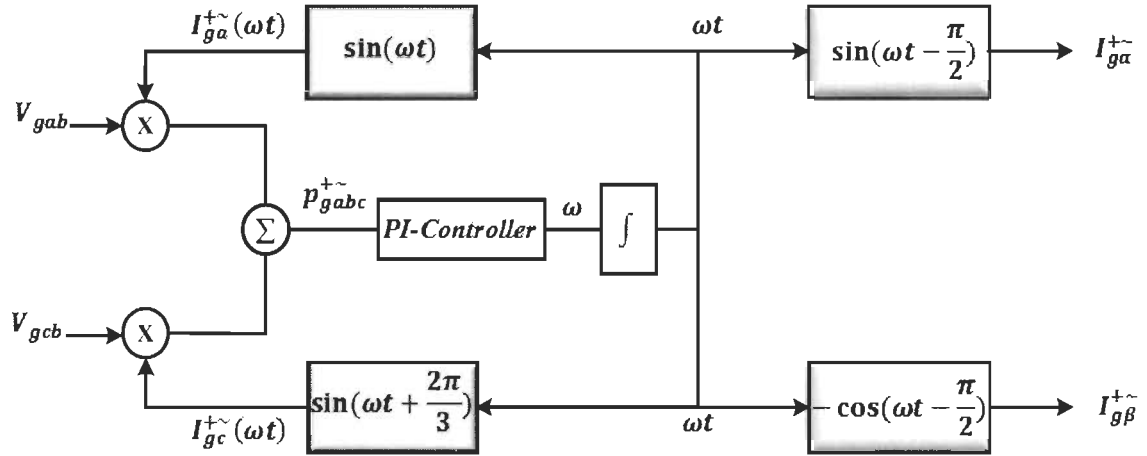 I_{ga}^{+~}(ωt)
sin(ωt)
ωt
sin(ωt − π/2)
I_{gα}^{+~}
V_{gab}
X
p_{gabc}^{+~}
Σ
PI-Controller
ω
∫
V_{gcb}
X
sin(ωt + 2π/3)
−cos(ωt − π/2)
I_{gβ}^{+~}
I_{gc}^{+~}(ωt)
ωt